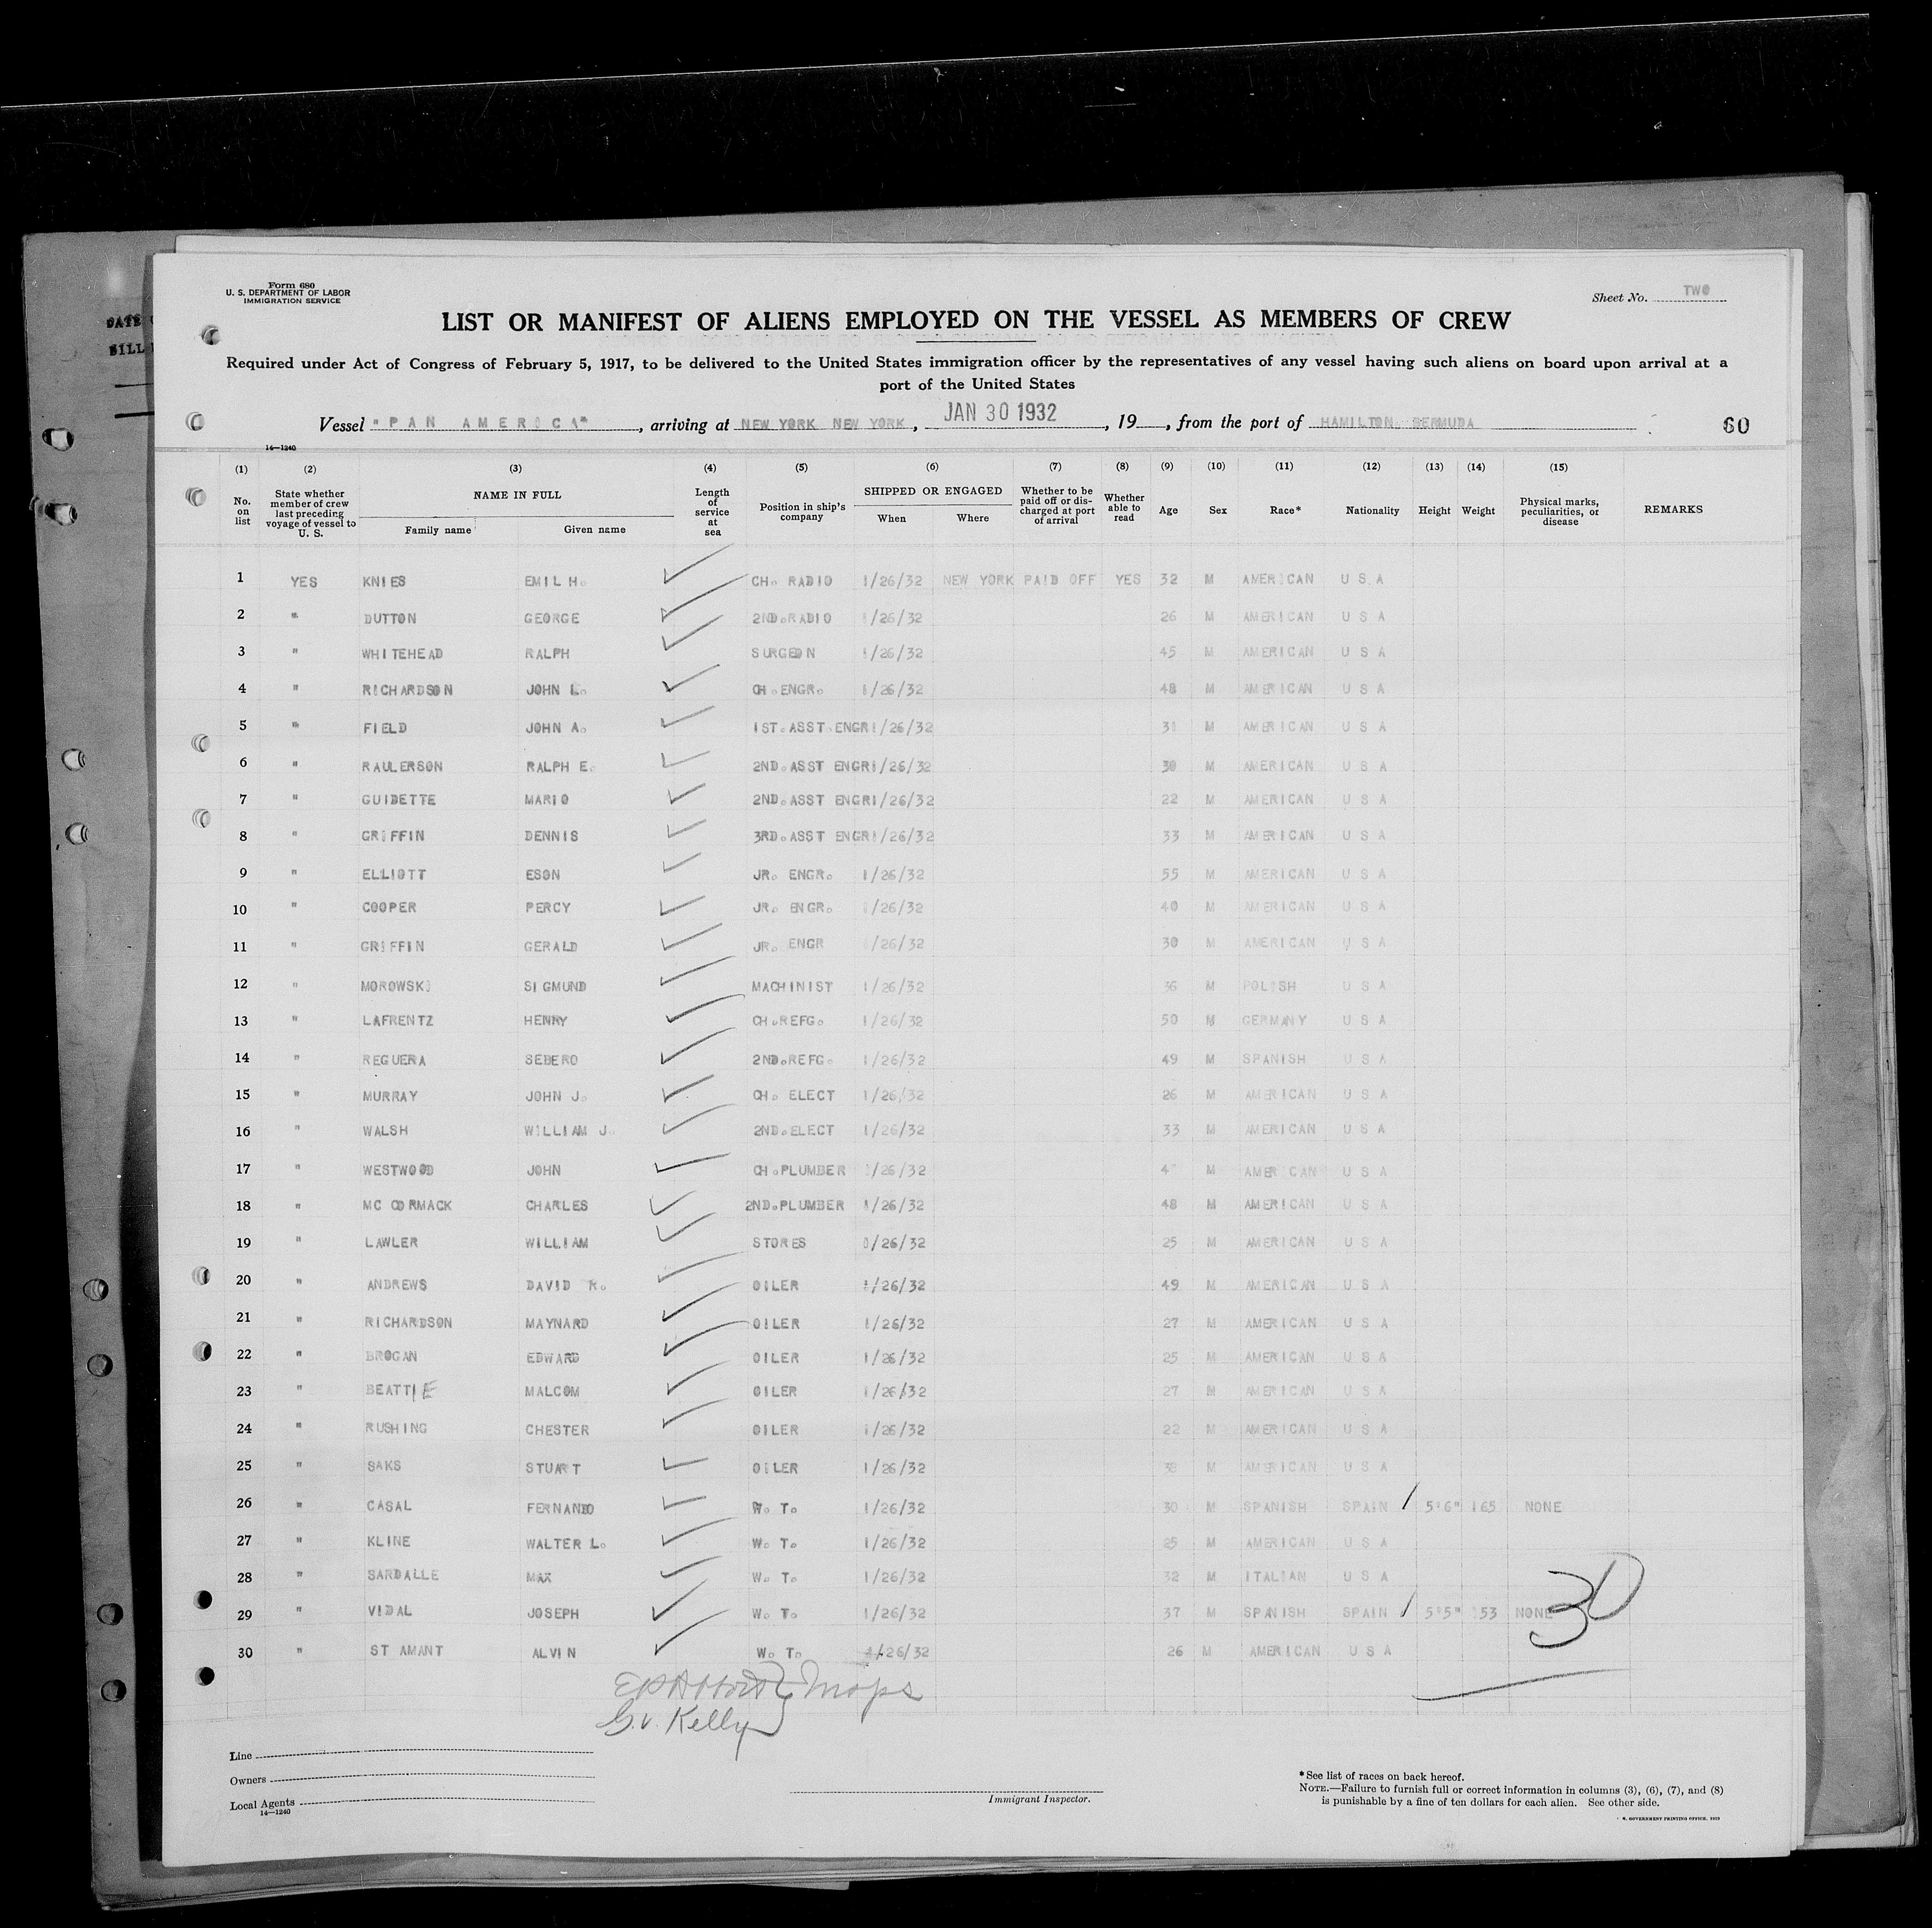 DATE
BILL
Form 680
U. S. DEPARTMENT OF LABOR
IMMIGRATION SERVICE
Sheet No. TWO
LIST OR MANIFEST OF ALIENS EMPLOYED ON THE VESSEL AS MEMBERS OF CREW
Required under Act of Congress of February 5, 1917, to be delivered to the United States immigration officer by the representatives of any vessel having such aliens on board upon arrival at a
port of the United States
Vessel "PAN AMERICA", arriving at NEW YORK NEW YORK, JAN 30 1932, 19, from the port of HAMILTON BERMUDA 60
14—1240
(1) (2) (3) (4) (5) (6) (7) (8) (9) (10) (11) (12) (13) (14) (15)
No. on list State whether member of crew last preceding voyage of vessel to U. S. NAME IN FULL Family name Given name Length of service at sea Position in ship's company SHIPPED OR ENGAGED When Where Whether to be paid off or discharged at port of arrival Whether able to read Age Sex Race* Nationality Height Weight Physical marks, peculiarities, or disease REMARKS
1 YES KNIES EMIL H. CH. RADIO 1/26/32 NEW YORK PAID OFF YES 32 M AMERICAN U S A
2 " DUTTON GEORGE 2ND.RADIO 1/26/32 26 M AMERICAN U S A
3 " WHITEHEAD RALPH SURGEON 1/26/32 45 M AMERICAN U S A
4 " RICHARDSON JOHN L. CH.ENGR. 1/26/32 48 M AMERICAN U S A
5 " FIELD JOHN A. 1ST.ASST.ENGR 1/26/32 31 M AMERICAN U S A
6 " RAULERSON RALPH E. 2ND.ASST ENGR 1/26/32 30 M AMERICAN U S A
7 " GUIDETTE MARIO 2ND.ASST ENGR 1/26/32 22 M AMERICAN U S A
8 " GRIFFIN DENNIS 3RD.ASST ENGR 1/26/32 33 M AMERICAN U S A
9 " ELLIOTT ESON JR. ENGR. 1/26/32 55 M AMERICAN U S A
10 " COOPER PERCY JR. ENGR. 1/26/32 40 M AMERICAN U S A
11 " GRIFFIN GERALD JR. ENGR 1/26/32 30 M AMERICAN U S A
12 " MOROWSKI SIGMUND MACHINIST 1/26/32 36 M POLISH U S A
13 " LAFRENTZ HENRY CH.REFG. 1/26/32 50 M GERMANY U S A
14 " REGUERA SEBERO 2ND.REFG. 1/26/32 49 M SPANISH U S A
15 " MURRAY JOHN J. CH. ELECT 1/26/32 26 M AMERICAN U S A
16 " WALSH WILLIAM J. 2ND.ELECT 1/26/32 33 M AMERICAN U S A
17 " WESTWOOD JOHN CH.PLUMBER 1/26/32 M AMERICAN U S A
18 " MC CORMACK CHARLES 2ND.PLUMBER 1/26/32 48 M AMERICAN U S A
19 " LAWLER WILLIAM STORES 1/26/32 25 M AMERICAN U S A
20 " ANDREWS DAVID R. OILER 1/26/32 49 M AMERICAN U S A
21 " RICHARDSON MAYNARD OILER 1/26/32 27 M AMERICAN U S A
22 " BROGAN EDWARD OILER 1/26/32 25 M AMERICAN U S A
23 " BEATTIE MALCOM OILER 1/26/32 27 M AMERICAN U S A
24 " RUSHING CHESTER OILER 1/26/32 22 M AMERICAN U S A
25 " SAKS STUART OILER 1/26/32 M AMERICAN U S A
26 " CASAL FERNANDO W. T. 1/26/32 30 M SPANISH SPAIN 5'6" 165 NONE
27 " KLINE WALTER L. W. T. 1/26/32 25 M AMERICAN U S A
28 " SARDALLE MAX W. T. 1/26/32 32 M ITALIAN U S A
29 " VIDAL JOSEPH W. T. 1/26/32 37 M SPANISH SPAIN 5'5" 153 NONE
30 " ST AMANT ALVIN W. T. 1/26/32 26 M AMERICAN U S A
30
G.V. Kelly
Line
Owners
Local Agents
14—1240
Immigrant Inspector.
*See list of races on back hereof.
NOTE.—Failure to furnish full or correct information in columns (3), (6), (7), and (8)
is punishable by a fine of ten dollars for each alien. See other side.